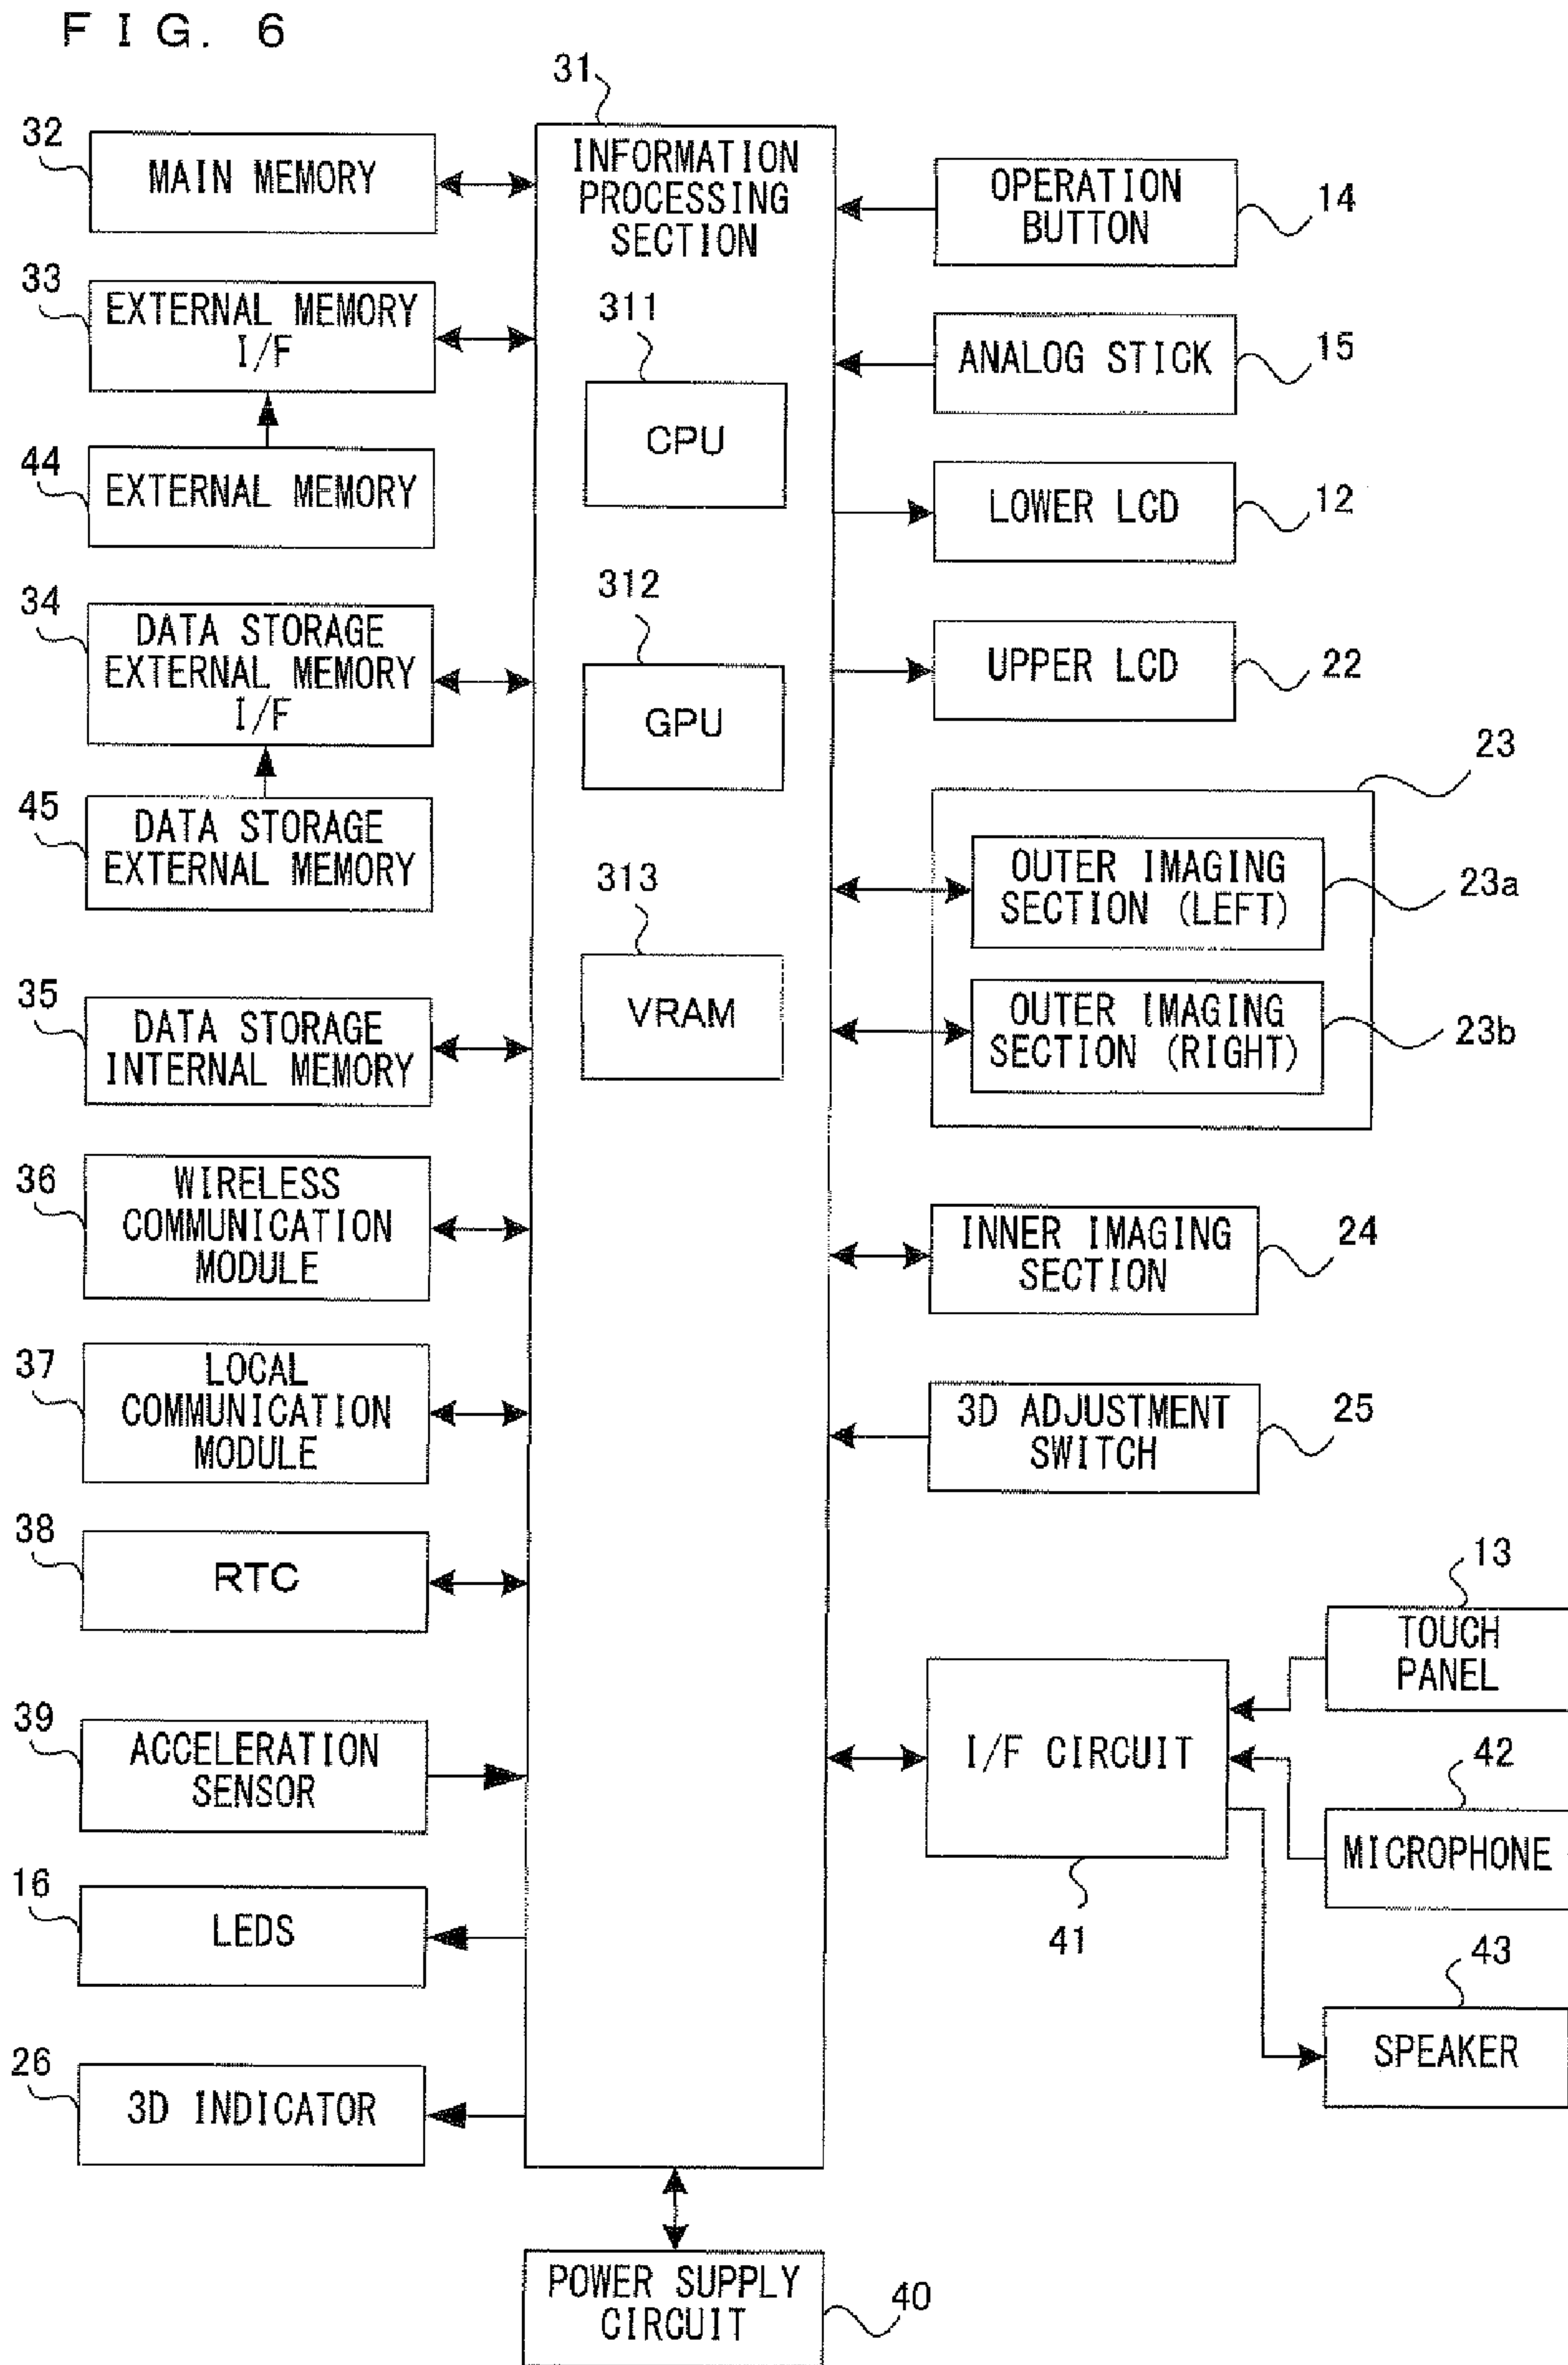 FIG. 6
31
32
MAIN MEMORY
33
EXTERNAL MEMORY
I/F
44
EXTERNAL MEMORY
34
DATA STORAGE
EXTERNAL MEMORY
I/F
45
DATA STORAGE
EXTERNAL MEMORY
35
DATA STORAGE
INTERNAL MEMORY
36
WIRELESS
COMMUNICATION
MODULE
37
LOCAL
COMMUNICATION
MODULE
38
RTC
39
ACCELERATION
SENSOR
16
LEDS
26
3D INDICATOR
INFORMATION
PROCESSING
SECTION
311
CPU
312
GPU
313
VRAM
POWER SUPPLY
CIRCUIT
40
OPERATION
BUTTON
14
ANALOG STICK
15
LOWER LCD
12
UPPER LCD
22
23
OUTER IMAGING
SECTION (LEFT)
23a
OUTER IMAGING
SECTION (RIGHT)
23b
INNER IMAGING
SECTION
24
3D ADJUSTMENT
SWITCH
25
I/F CIRCUIT
41
13
TOUCH
PANEL
42
MICROPHONE
43
SPEAKER